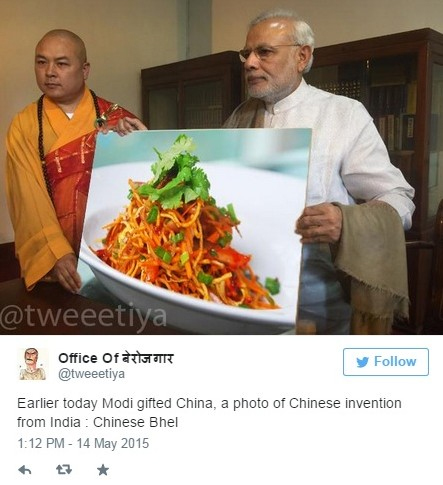 @tweeetiya
Office Of बेरोजगार
@tweeetiya
Follow
Earlier today Modi gifted China, a photo of Chinese invention
from India : Chinese Bhel
1:12 PM - 14 May 2015